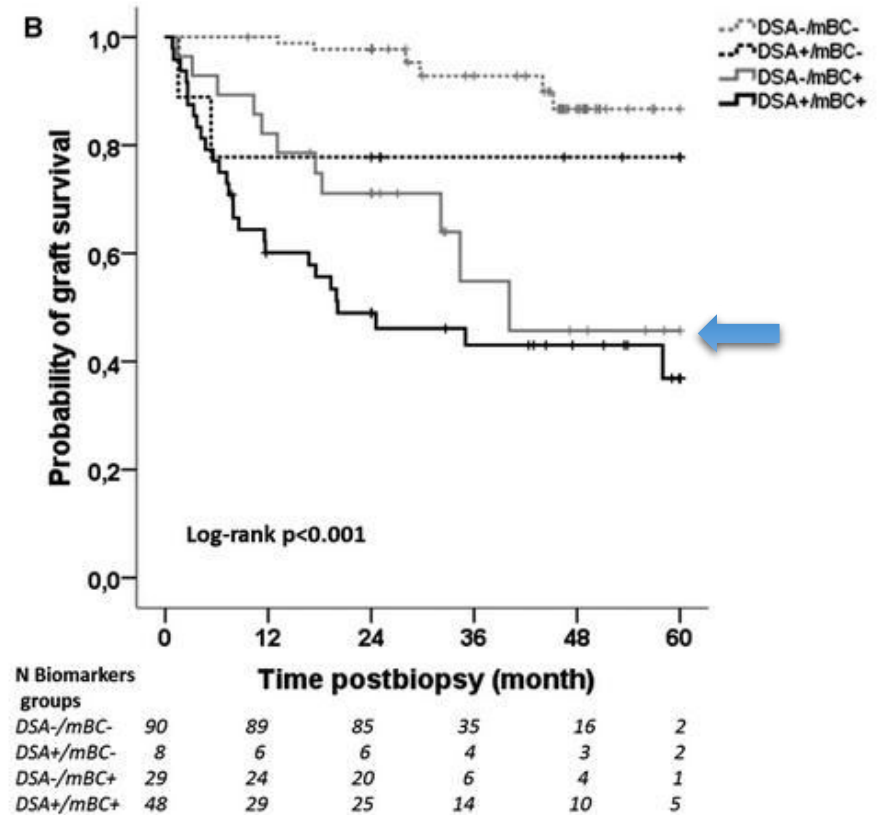 B
DSA-/mBC-
DSA+/mBC-
DSA-/mBC+
DSA+/mBC+
Probability of graft survival
1,0
0,8
0,6
0,4
0,2
0,0
Log-rank p<0.001
0 12 24 36 48 60
Time postbiopsy (month)
N Biomarkers
groups
DSA-/mBC- 90 89 85 35 16 2
DSA+/mBC- 8 6 6 4 3 2
DSA-/mBC+ 29 24 20 6 4 1
DSA+/mBC+ 48 29 25 14 10 5